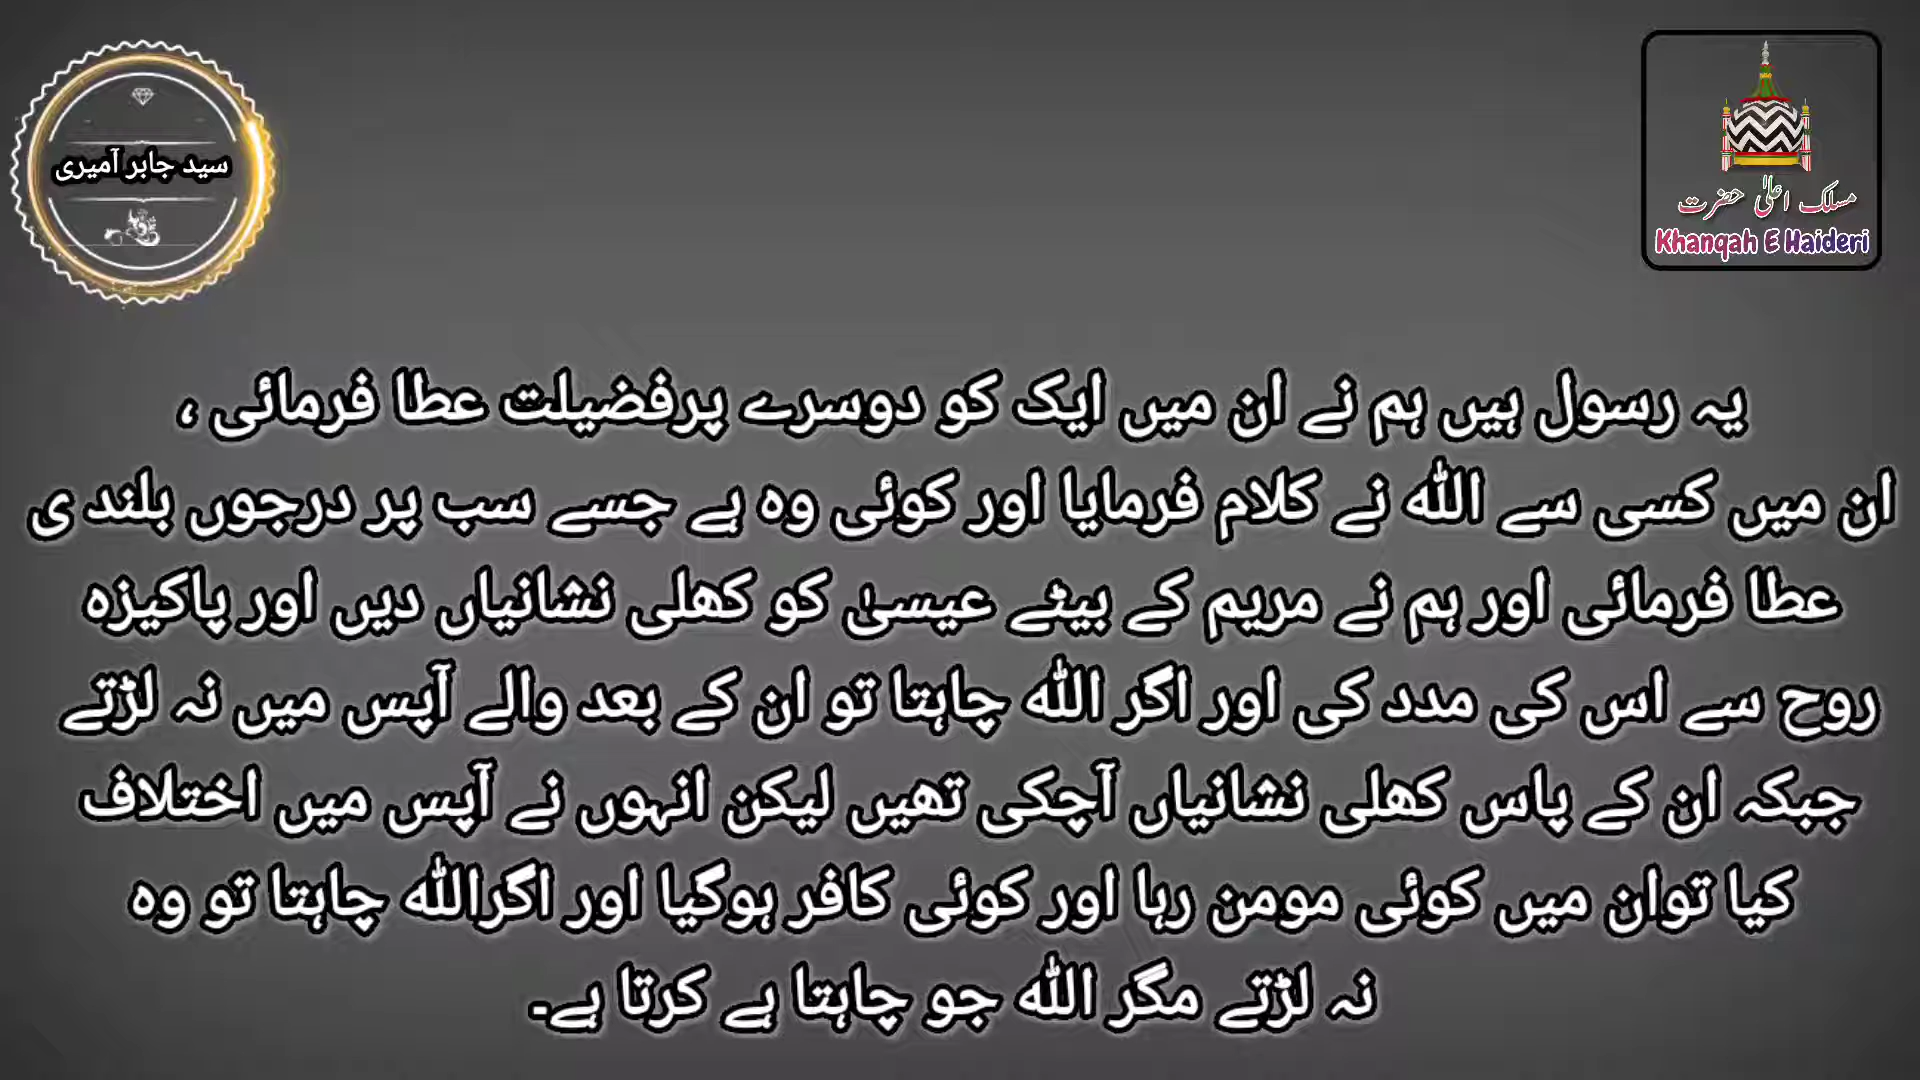 سید جابر آمیری
مسلک اعلیٰ حضرت
Khanqah E Haideri
یہ رسول ہیں ہم نے ان میں ایک کو دوسرے پرفضیلت عطا فرمائی ،
ان میں کسی سے اللہ نے کلام فرمایا اور کوئی وہ ہے جسے سب پر درجوں بلند ی
عطا فرمائی اور ہم نے مریم کے بیٹے عیسیٰ کو کھلی نشانیاں دیں اور پاکیزہ
روح سے اس کی مدد کی اور اگر اللہ چاہتا تو ان کے بعد والے آپس میں نہ لڑتے
جبکہ ان کے پاس کھلی نشانیاں آچکی تھیں لیکن انہوں نے آپس میں اختلاف
کیا توان میں کوئی مومن رہا اور کوئی کافر ہوگیا اور اگراللہ چاہتا تو وہ
نہ لڑتے مگر اللہ جو چاہتا ہے کرتا ہے۔